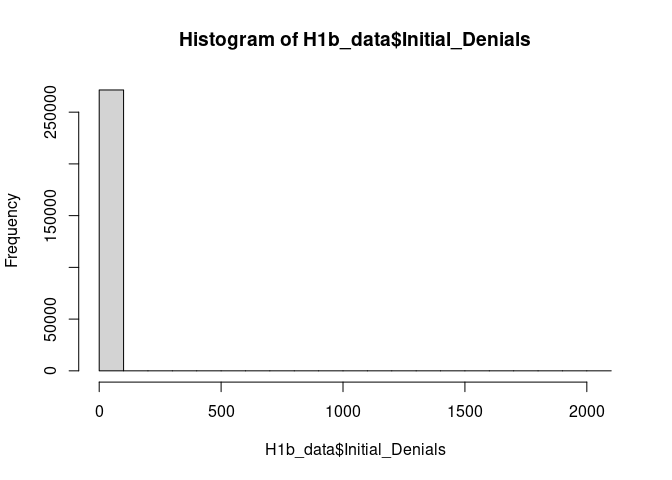 Histogram of H1b_data$Initial_Denials
250000
150000
50000
0
Frequency
0 500 1000 1500 2000
H1b_data$Initial_Denials